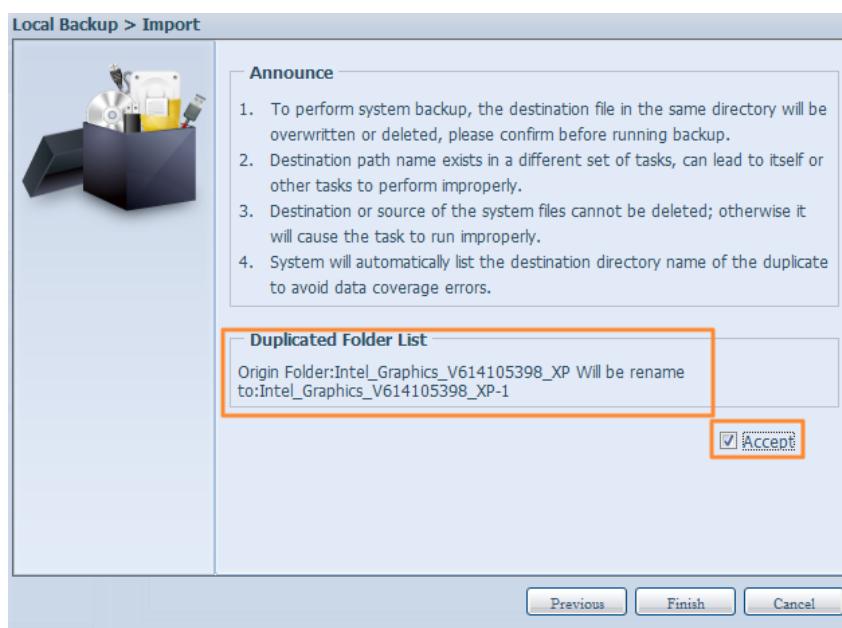 Local Backup > Import
Announce
1. To perform system backup, the destination file in the same directory will be
overwritten or deleted, please confirm before running backup.
2. Destination path name exists in a different set of tasks, can lead to itself or
other tasks to perform improperly.
3. Destination or source of the system files cannot be deleted; otherwise it
will cause the task to run improperly.
4. System will automatically list the destination directory name of the duplicate
to avoid data coverage errors.
Duplicated Folder List
Origin Folder:Intel_Graphics_V614105398_XP Will be rename
to:Intel_Graphics_V614105398_XP-1
Accept
Previous Finish Cancel